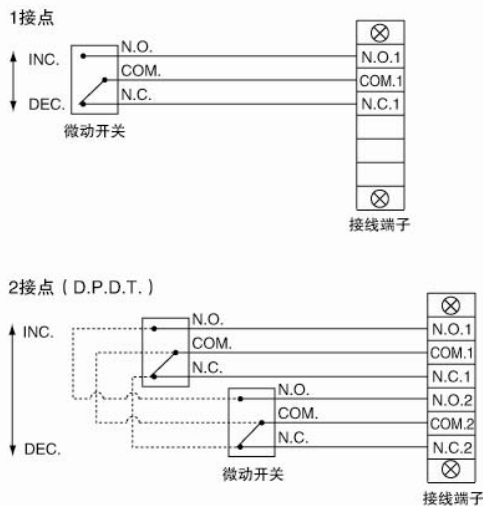 1接点
INC.
DEC.
N.O.
COM.
N.C.
微动开关
N.O.1
COM.1
N.C.1
接线端子
2接点 ( D.P.D.T. )
INC.
DEC.
N.O.
COM.
N.C.
N.O.
COM.
N.C.
微动开关
N.O.1
COM.1
N.C.1
N.O.2
COM.2
N.C.2
接线端子